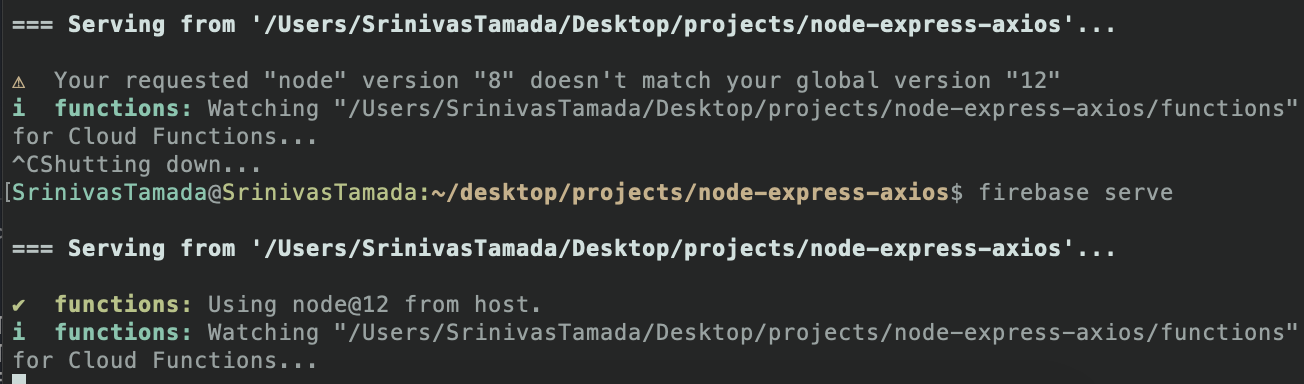 === Serving from '/Users/SrinivasTamada/Desktop/projects/node-express-axios'...
⚠  Your requested "node" version "8" doesn't match your global version "12"
i  functions: Watching "/Users/SrinivasTamada/Desktop/projects/node-express-axios/functions"
for Cloud Functions...
^CShutting down...
[SrinivasTamada@SrinivasTamada:~/desktop/projects/node-express-axios$ firebase serve
=== Serving from '/Users/SrinivasTamada/Desktop/projects/node-express-axios'...
✔  functions: Using node@12 from host.
i  functions: Watching "/Users/SrinivasTamada/Desktop/projects/node-express-axios/functions"
for Cloud Functions...